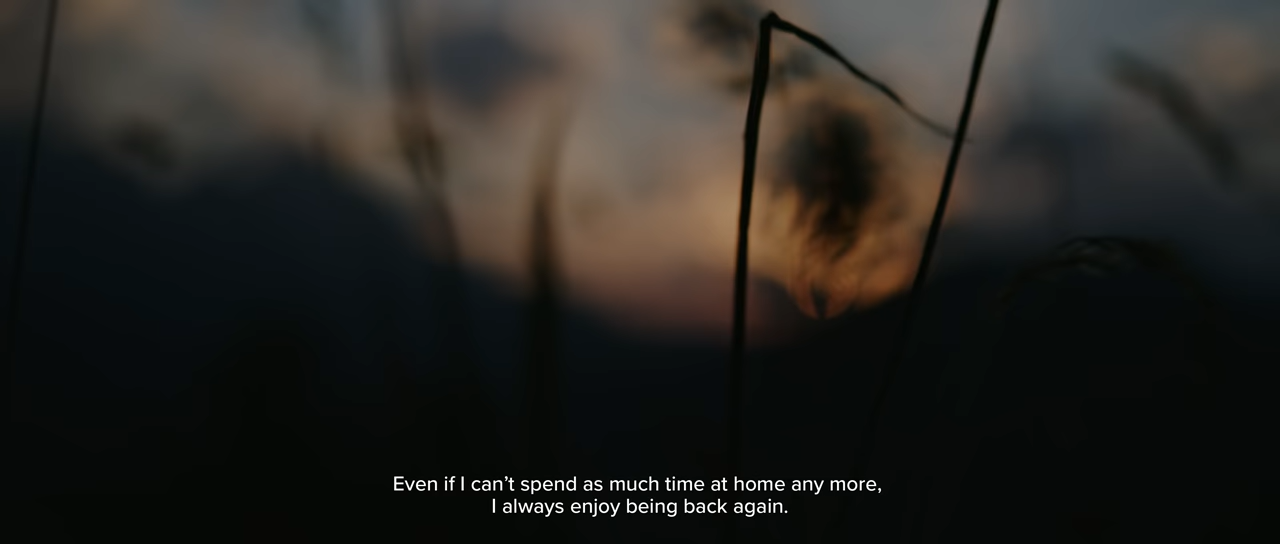 Even if I can’t spend as much time at home any more,
I always enjoy being back again.